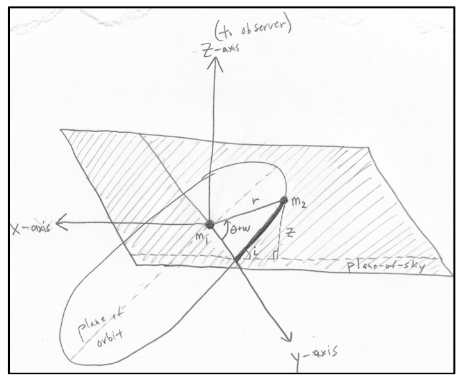 (to observer)
Z-axis
X-axis
r
m2
m1
θ+w
i
z
plane-of-sky
plane of
orbit
y-axis